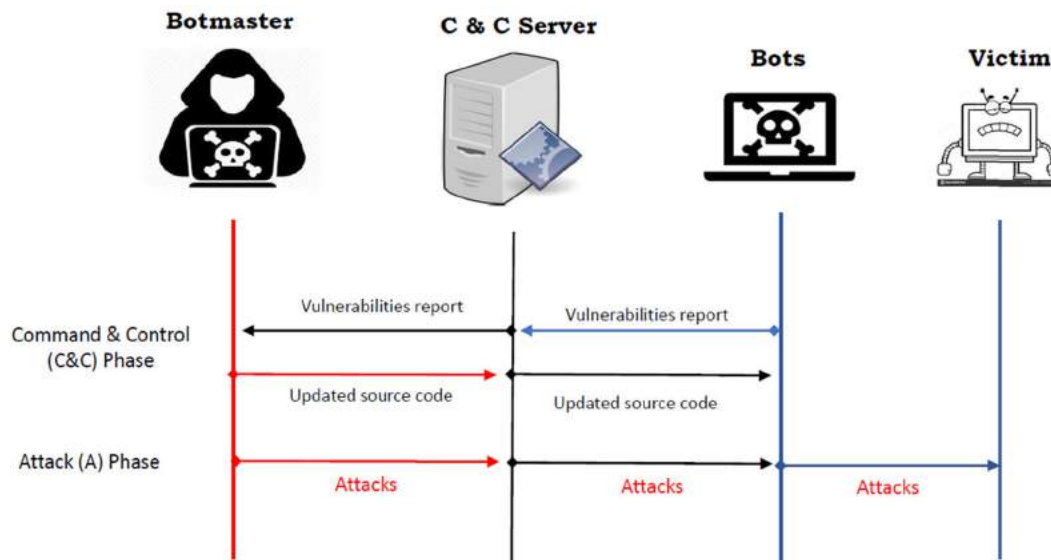 Botmaster
C & C Server
Bots
Victim
Vulnerabilities report
Vulnerabilities report
Command & Control
(C&C) Phase
Updated source code
Updated source code
Attack (A) Phase
Attacks
Attacks
Attacks